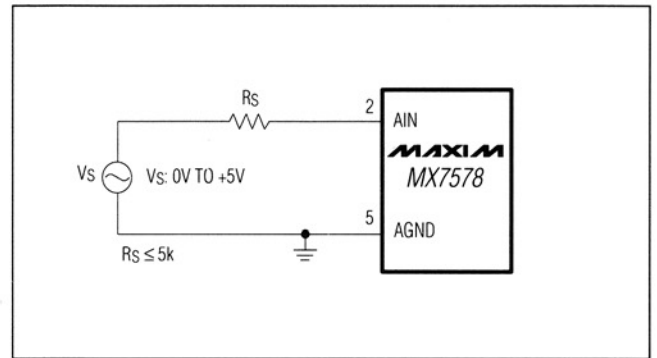 RS
2
AIN
MAXIM
MX7578
VS
VS: 0V TO +5V
5
AGND
RS ≤ 5k